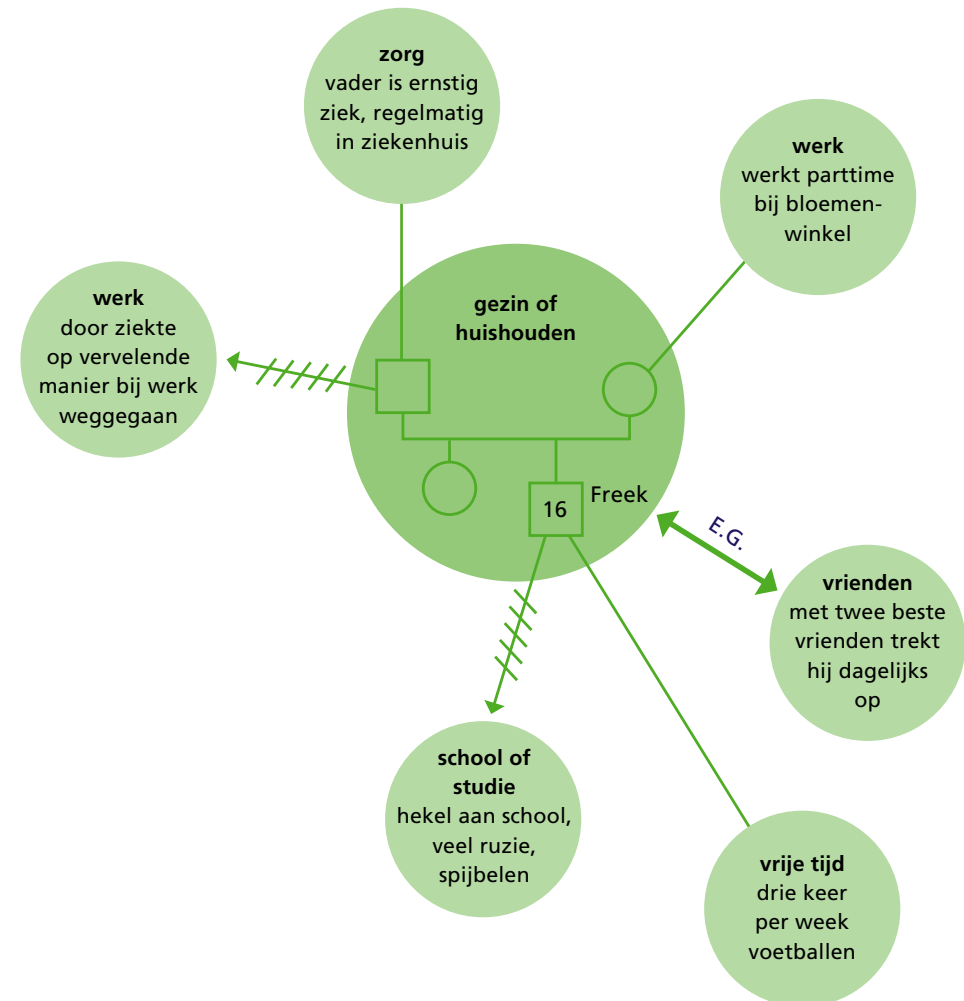 zorg
vader is ernstig
ziek, regelmatig
in ziekenhuis
werk
werkt parttime
bij bloemen-
winkel
werk
door ziekte
op vervelende
manier bij werk
weggegaan
gezin of
huishouden
16
Freek
E.G.
vrienden
met twee beste
vrienden trekt
hij dagelijks
op
school of
studie
hekel aan school,
veel ruzie,
spijbelen
vrije tijd
drie keer
per week
voetballen